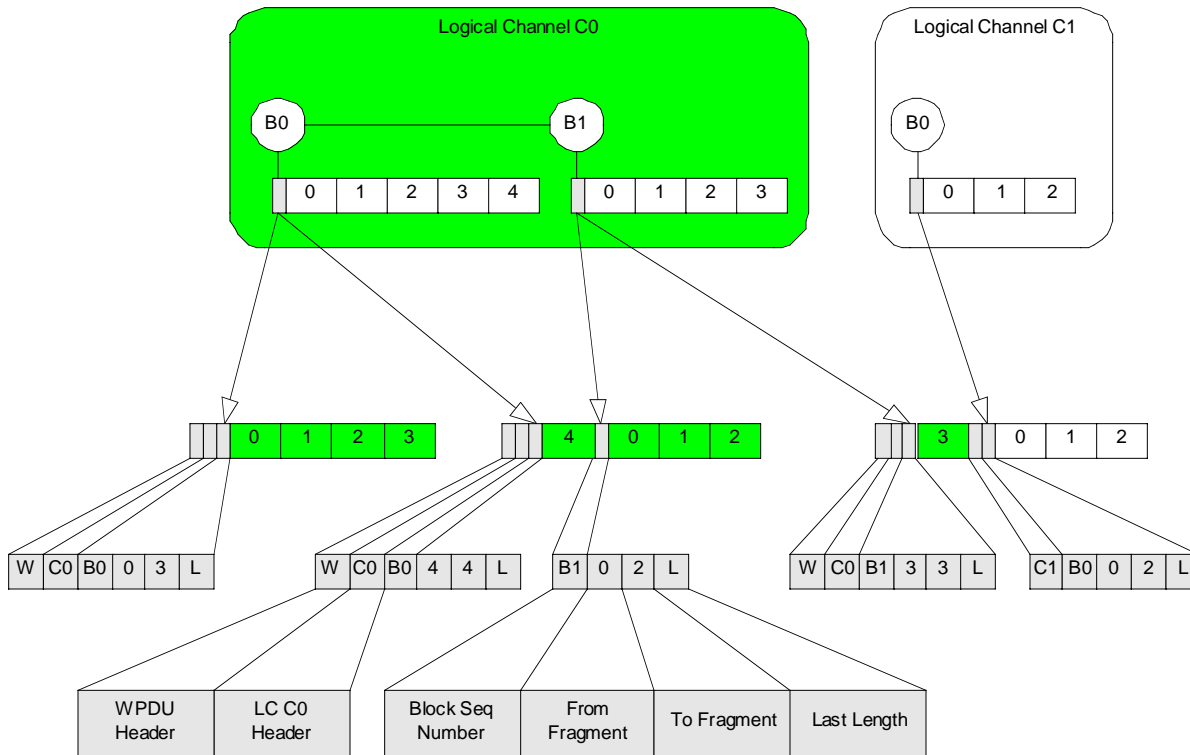 Logical Channel C0 Logical Channel C1
B0 B1 B0
0 1 2 3 4 0 1 2 3 0 1 2
0 1 2 3 4 0 1 2 3 0 1 2
W C0 B0 0 3 L W C0 B0 4 4 L B1 0 2 L W C0 B1 3 3 L C1 B0 0 2 L
WPDU Header
LC C0 Header
Block Seq Number
From Fragment
To Fragment
Last Length